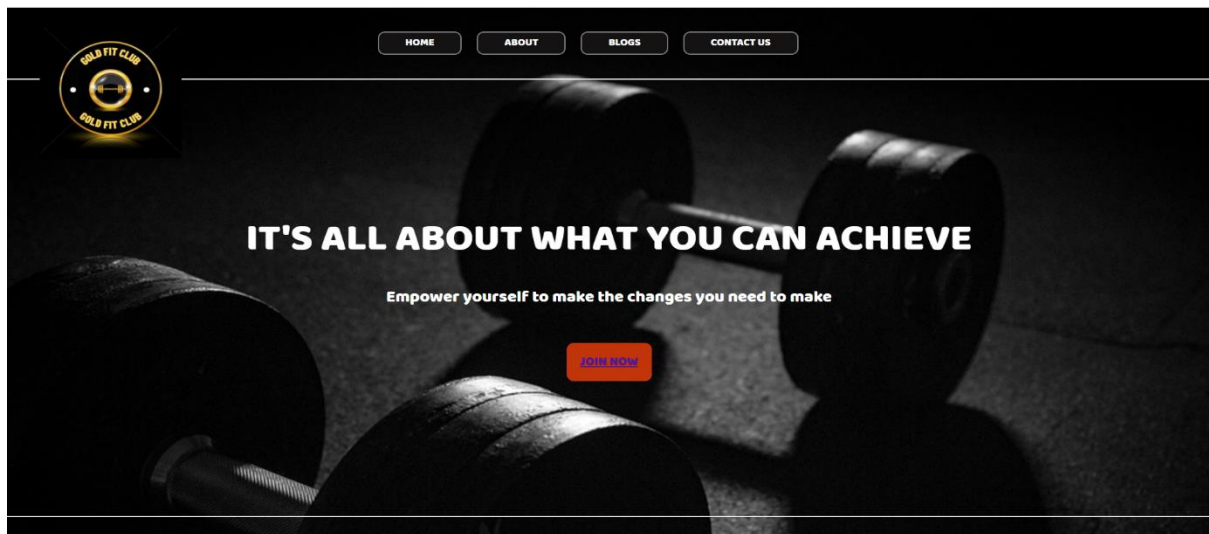 GOLD FIT CLUB
GOLD FIT CLUB
HOME
ABOUT
BLOGS
CONTACT US
IT'S ALL ABOUT WHAT YOU CAN ACHIEVE
Empower yourself to make the changes you need to make
JOIN NOW